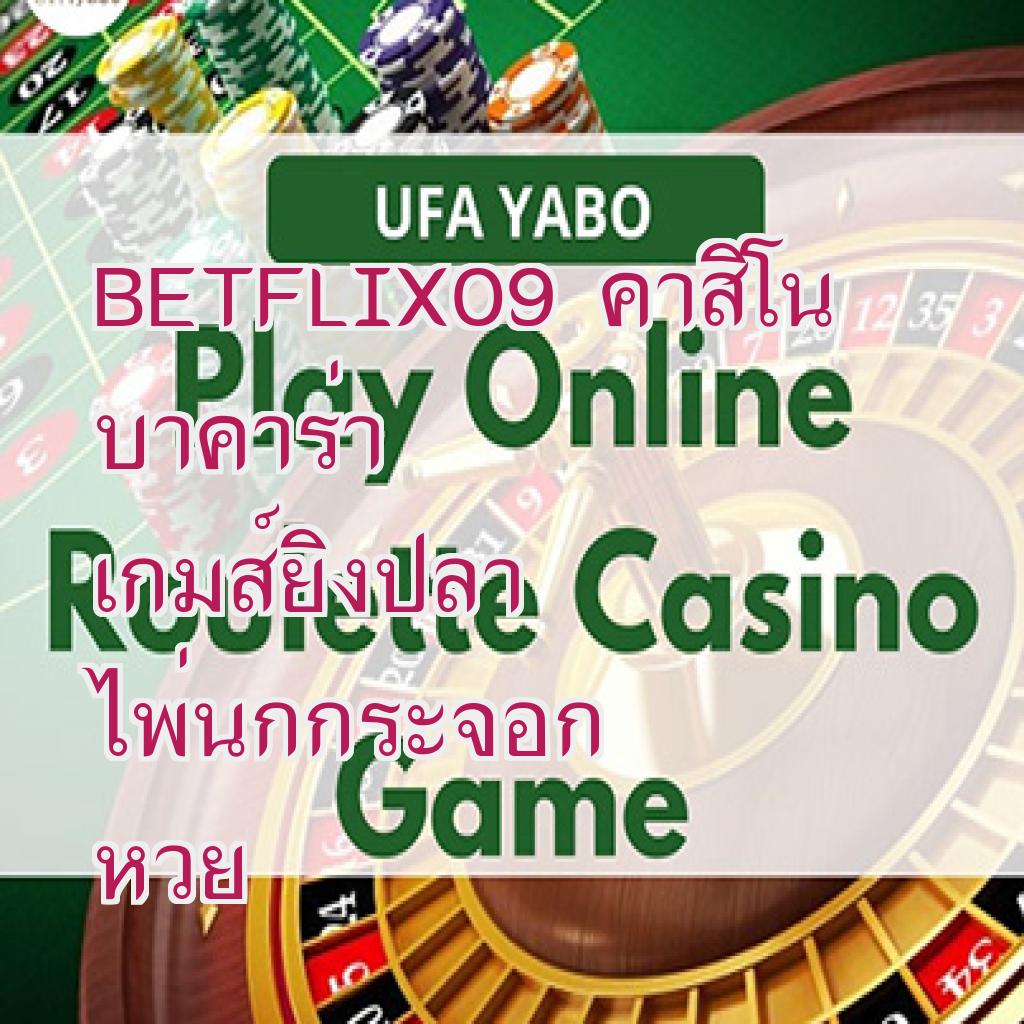 UFA YABO
BETFLIX09 คาสิโน
Play Online
บาคาร่า
เกมส์ยิงปลา
Roulette Casino
ไพ่นกกระจอก
Game
หวย